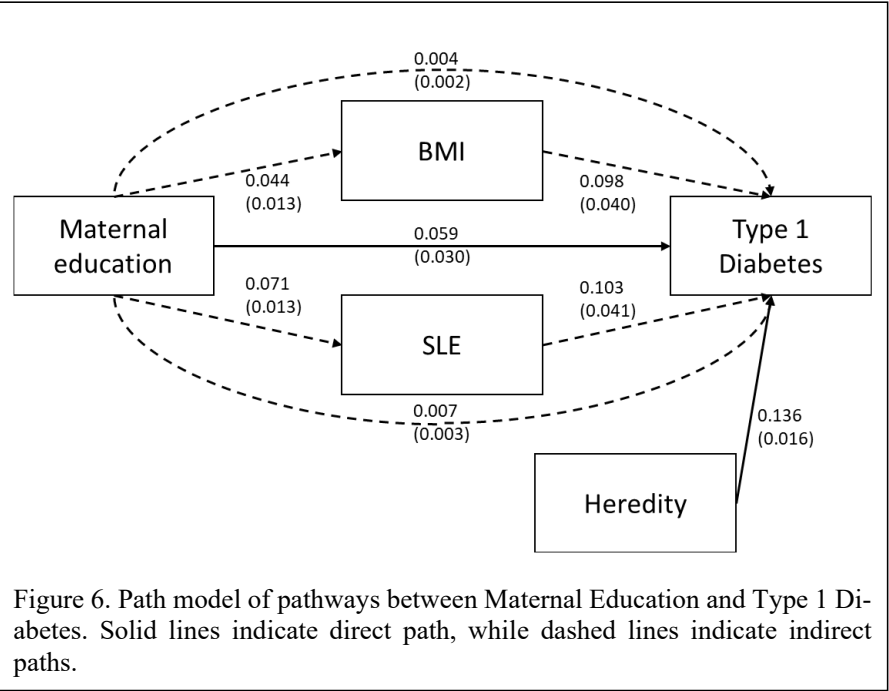 0.004
(0.002)
BMI
0.044
(0.013)
0.098
(0.040)
Maternal
education
0.059
(0.030)
Type 1
Diabetes
0.071
(0.013)
0.103
(0.041)
SLE
0.007
(0.003)
0.136
(0.016)
Heredity
Figure 6. Path model of pathways between Maternal Education and Type 1 Di-
abetes. Solid lines indicate direct path, while dashed lines indicate indirect
paths.